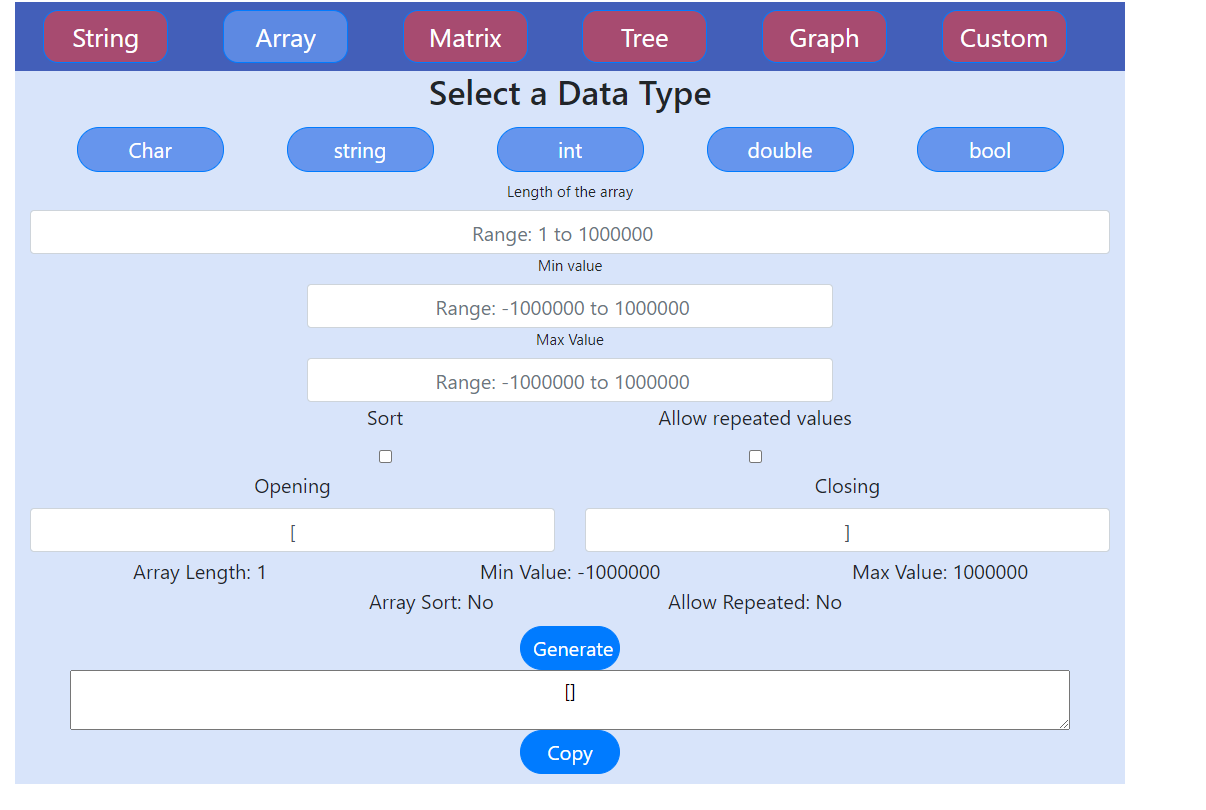 String Array Matrix Tree Graph Custom
Select a Data Type
Char string int double bool
Length of the array
Range: 1 to 1000000
Min value
Range: -1000000 to 1000000
Max Value
Range: -1000000 to 1000000
Sort Allow repeated values
Opening Closing
[ ]
Array Length: 1 Min Value: -1000000 Max Value: 1000000
Array Sort: No Allow Repeated: No
Generate
[]
Copy